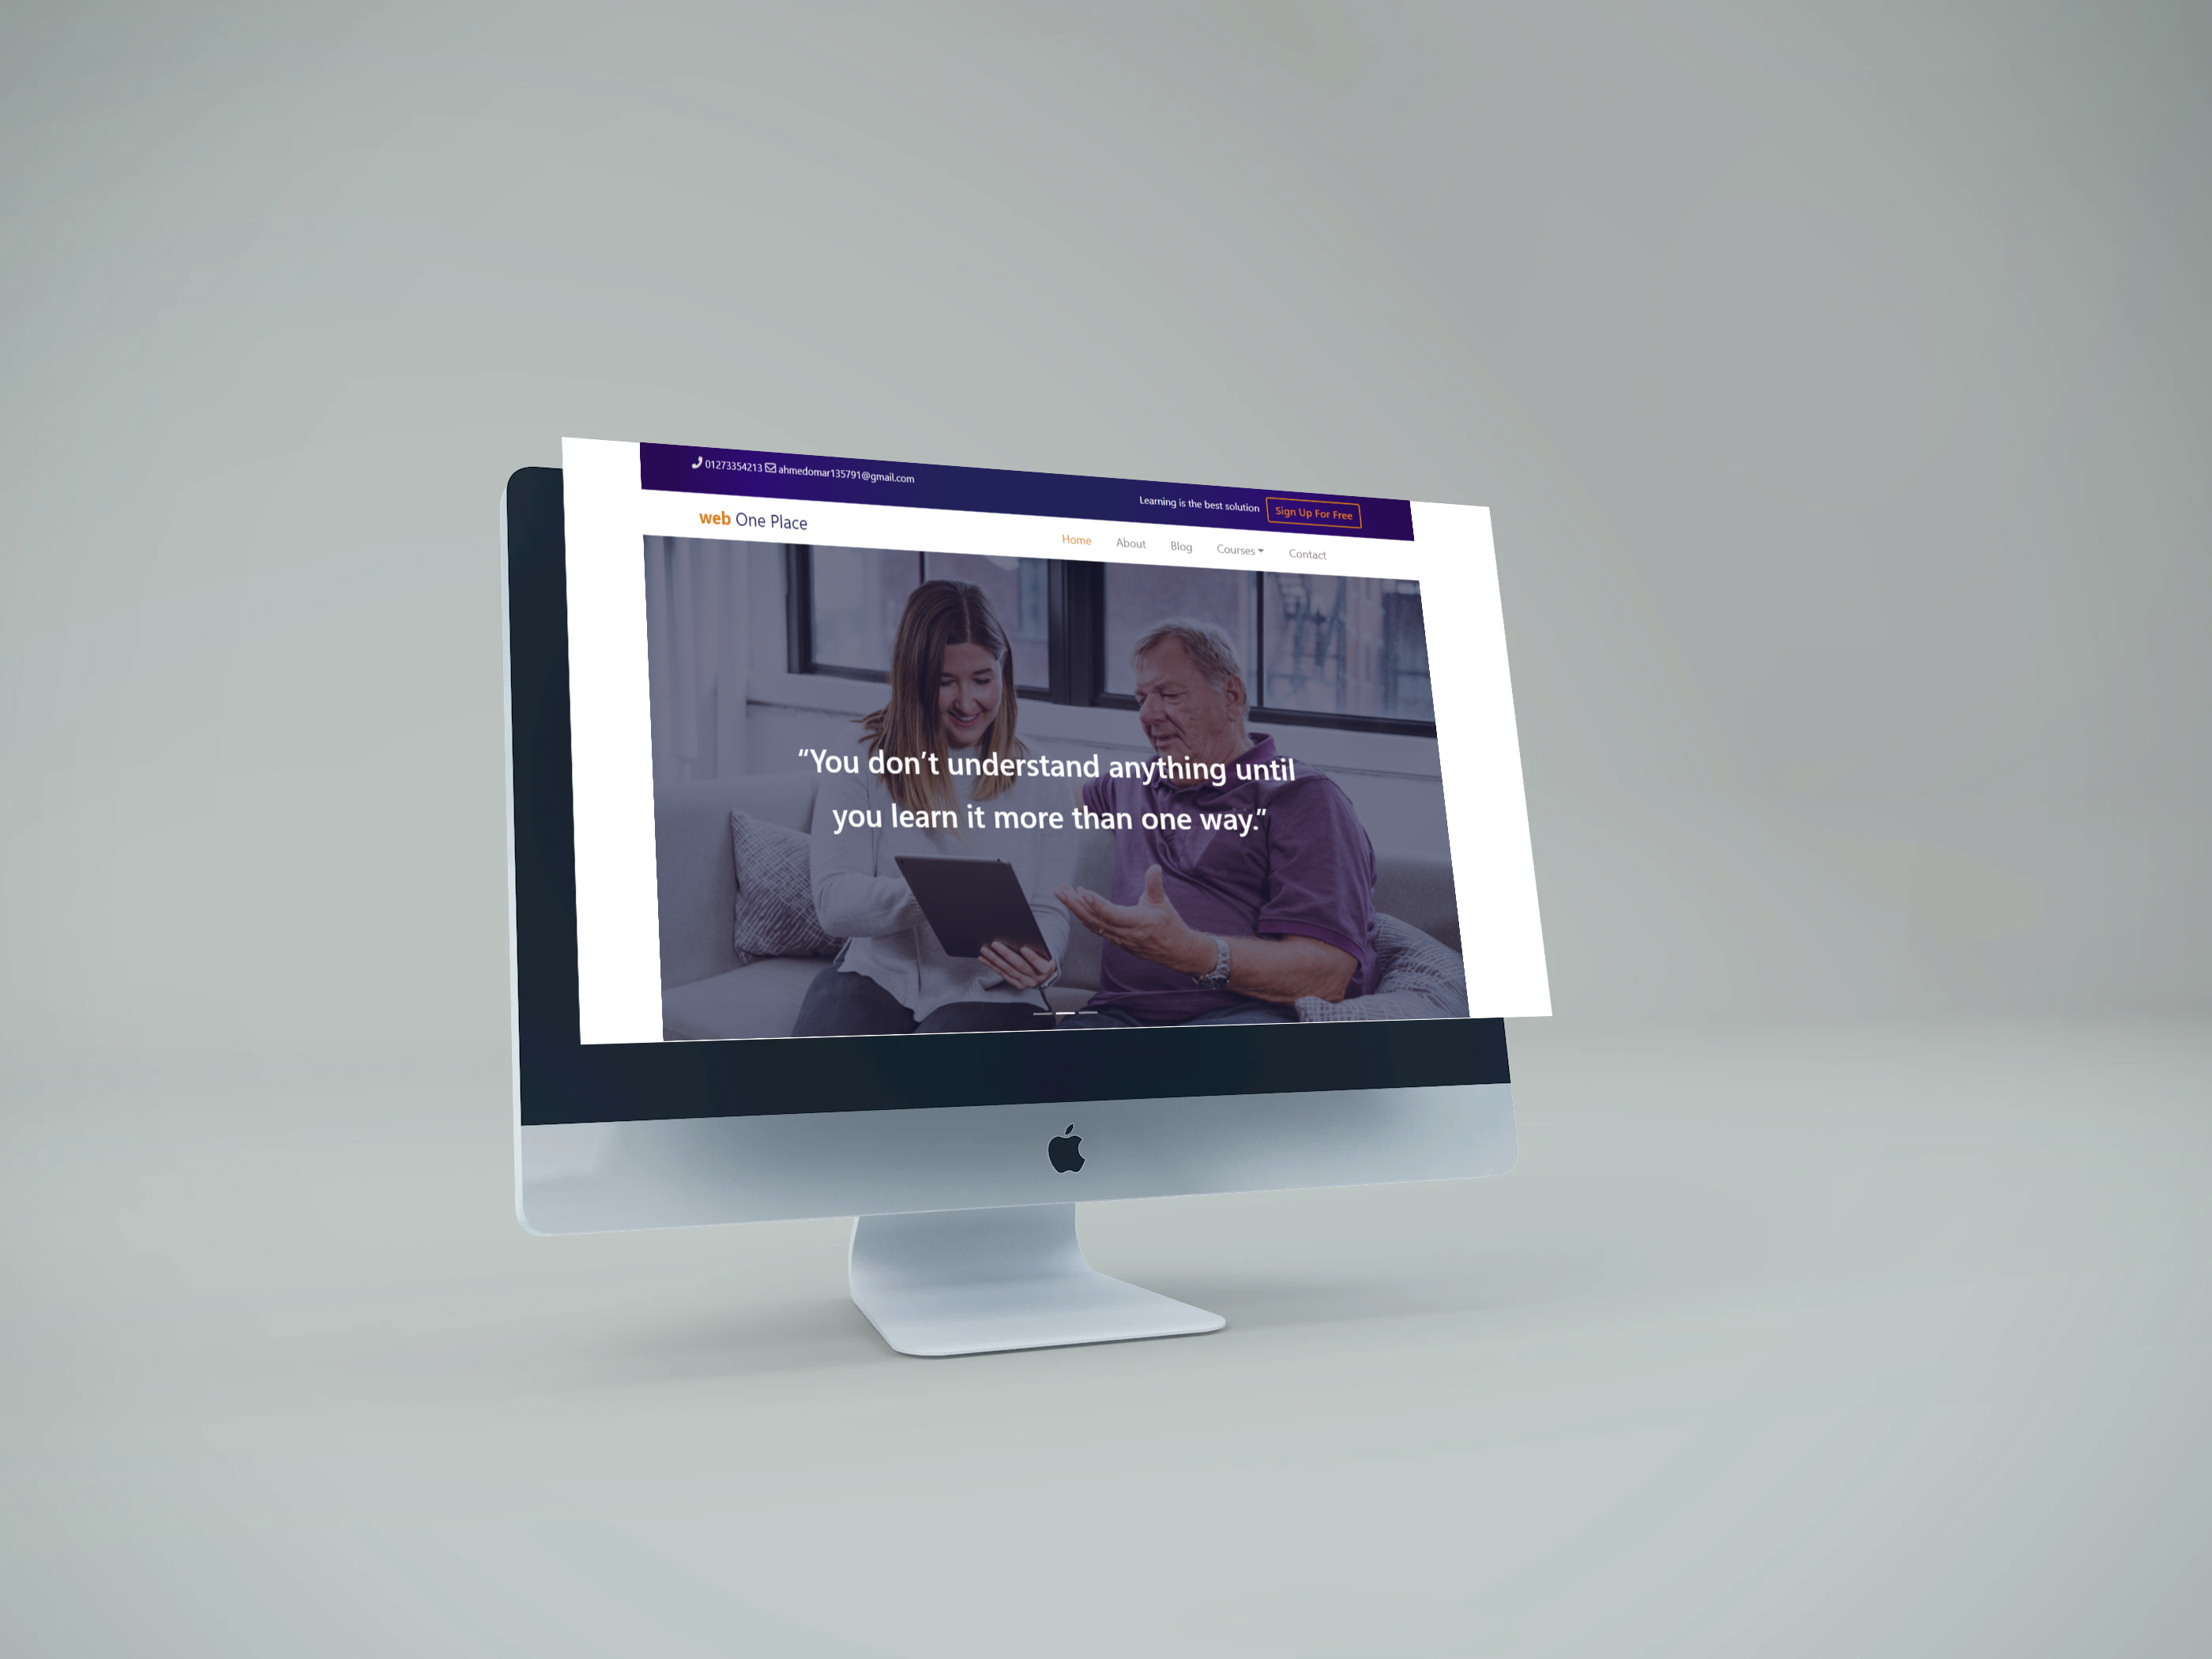 01273354213 ahmedomar135791@gmail.com
Learning is the best solution Sign Up For Free
web One Place
Home About Blog Courses Contact
“You don’t understand anything until
you learn it more than one way.”